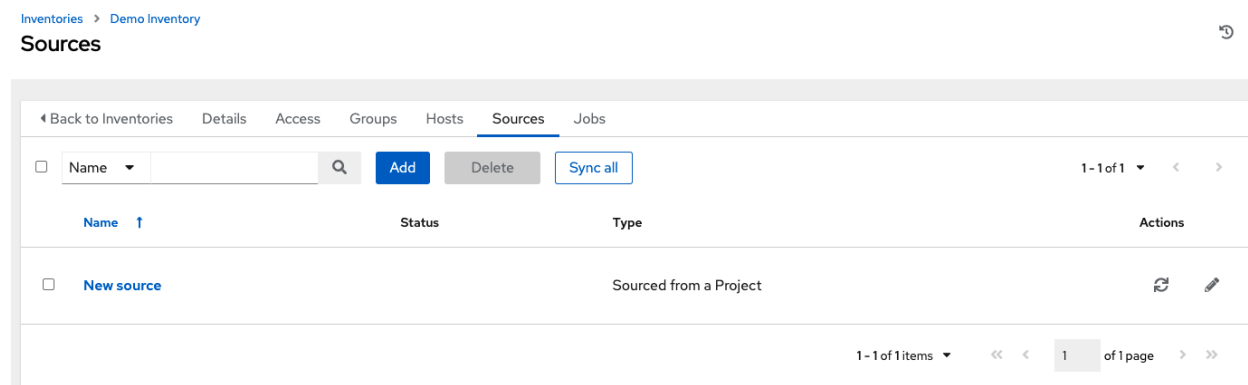 Inventories > Demo Inventory
Sources
Back to Inventories Details Access Groups Hosts Sources Jobs
Name Add Delete Sync all 1 - 1 of 1
Name Status Type Actions
New source Sourced from a Project
1 - 1 of 1 items 1 of 1 page